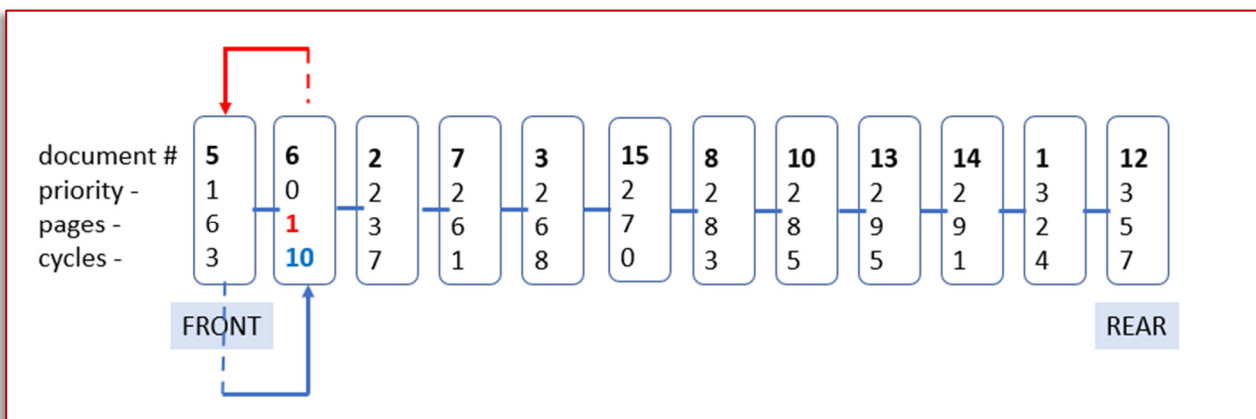 document # 5 6 2 7 3 15 8 10 13 14 1 12
priority - 1 0 2 2 2 2 2 2 2 2 3 3
pages - 6 1 3 6 6 7 8 8 9 9 2 5
cycles - 3 10 7 1 8 0 3 5 5 1 4 7
FRONT REAR